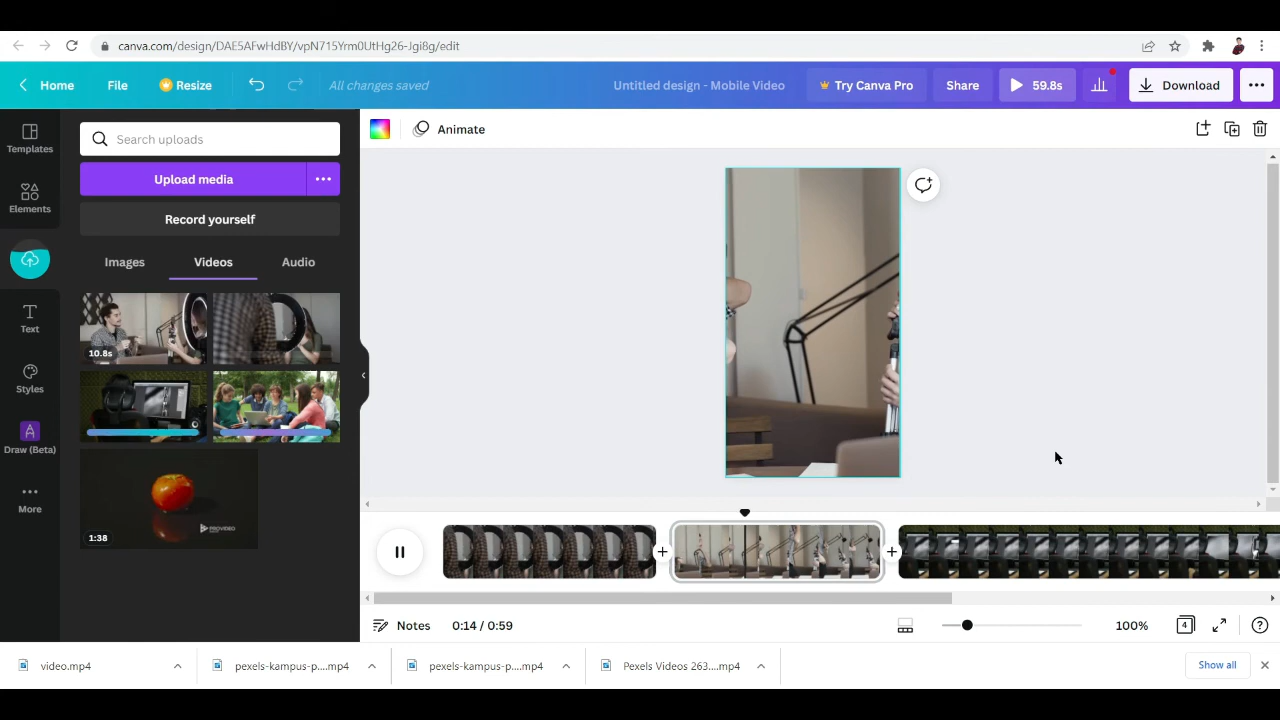 canva.com/design/DAE5AFwHdBY/vpN715Yrm0UtHg26-Jgi8g/edit
Home
File
Resize
All changes saved
Untitled design - Mobile Video
Try Canva Pro
Share
59.8s
Download
Templates
Elements
Text
Styles
Draw (Beta)
More
Search uploads
Upload media
Record yourself
Images
Videos
Audio
10.8s
PROVIDEO
1:38
Animate
Notes
0:14 / 0:59
100%
4
video.mp4
pexels-kampus-p....mp4
pexels-kampus-p....mp4
Pexels Videos 263....mp4
Show all